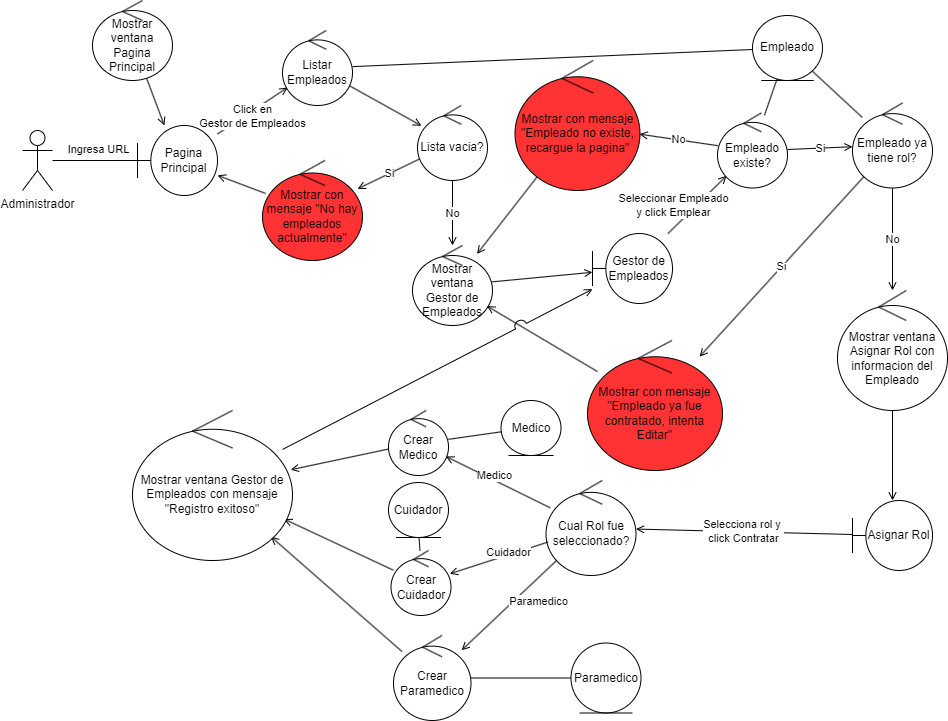 Mostrar
ventana
Pagina
Principal
Listar
Empleados
Empleado
Click en
Gestor de Empleados
Mostrar con mensaje
"Empleado no existe,
recargue la pagina"
Ingresa URL
Pagina
Principal
Lista vacia?
No
Empleado
existe?
Si
Empleado ya
tiene rol?
Administrador
Si
Mostrar con
mensaje "No hay
empleados
actualmente"
No
Seleccionar Empleado
y click Emplear
No
Mostrar
ventana
Gestor de
Empleados
Gestor de
Empleados
Si
Mostrar ventana
Asignar Rol con
informacion del
Empleado
Mostrar con mensaje
"Empleado ya fue
contratado, intenta
Editar"
Crear
Medico
Medico
Mostrar ventana Gestor de
Empleados con mensaje
"Registro exitoso"
Medico
Cuidador
Cual Rol fue
seleccionado?
Selecciona rol y
click Contratar
Asignar Rol
Cuidador
Crear
Cuidador
Paramedico
Crear
Paramedico
Paramedico